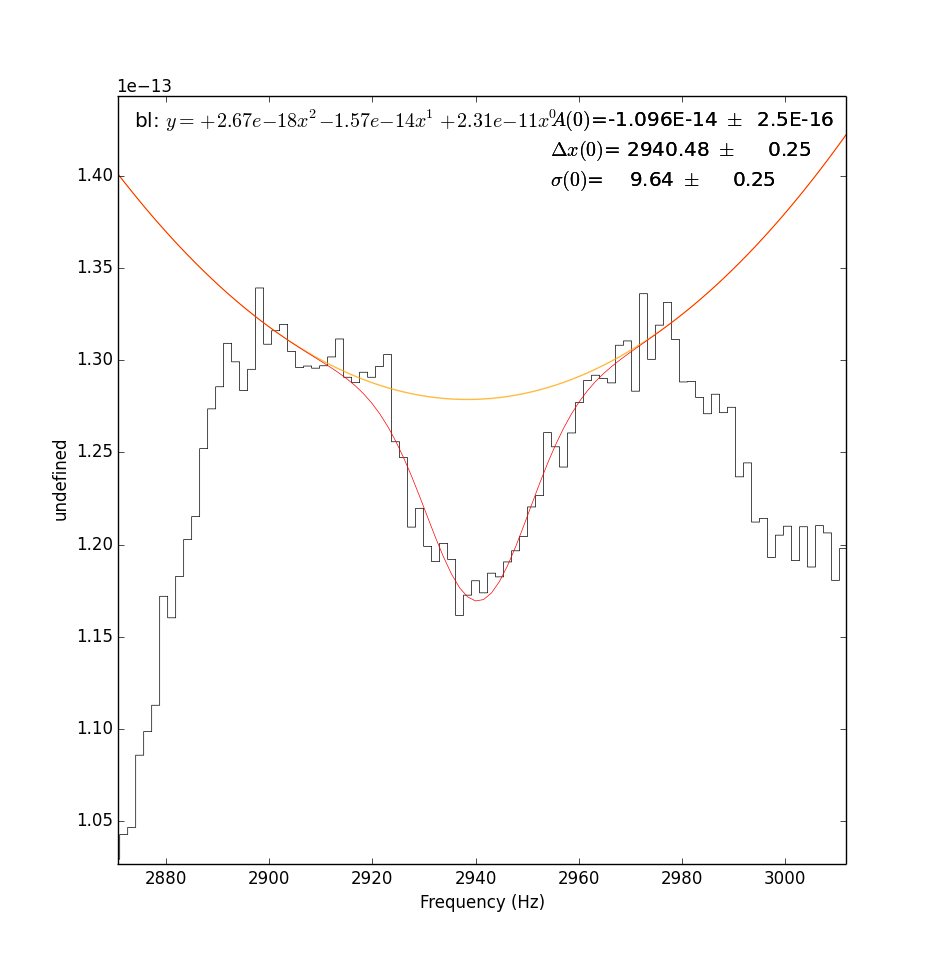 1e−13
bl: y = +2.67e−18x² −1.57e−14x¹ +2.31e−11x⁰
A(0)=-1.096E-14 ± 2.5E-16
Δx(0)= 2940.48 ± 0.25
σ(0)= 9.64 ± 0.25
1.40
1.35
1.30
1.25
1.20
1.15
1.10
1.05
undefined
2880 2900 2920 2940 2960 2980 3000
Frequency (Hz)